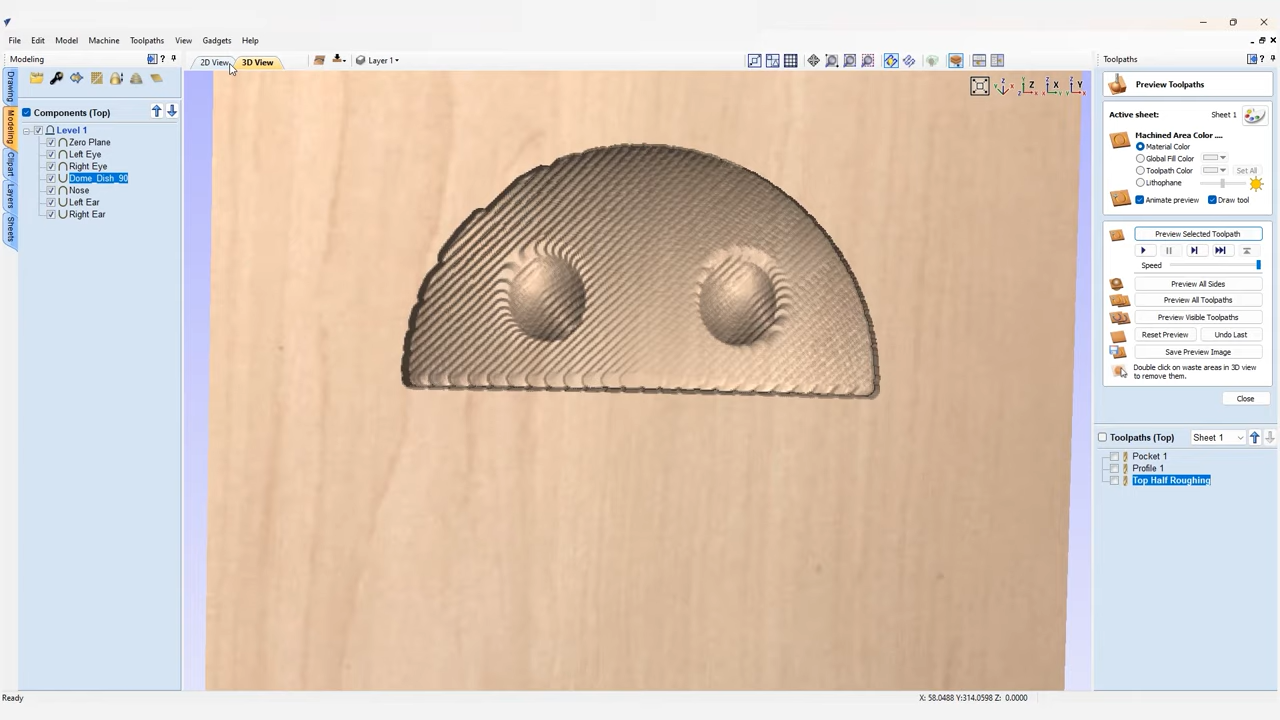 File Edit Model Machine Toolpaths View Gadgets Help
Modeling
2D View 3D View Layer 1
Toolpaths
Drawing
Modeling
Clipart
Layers
Sheets
Components (Top)
Level 1
Zero Plane
Left Eye
Right Eye
Dome_Dish_90
Nose
Left Ear
Right Ear
Z X Y
Preview Toolpaths
Active sheet: Sheet 1
Machined Area Color ....
Material Color
Global Fill Color
Toolpath Color Set All
Lithophane
Animate preview Draw tool
Preview Selected Toolpath
Speed
Preview All Sides
Preview All Toolpaths
Preview Visible Toolpaths
Reset Preview Undo Last
Save Preview Image
Double click on waste areas in 3D view
to remove them.
Close
Toolpaths (Top) Sheet 1
Pocket 1
Profile 1
Top Half Roughing
Ready X: 58.0488 Y:314.0598 Z: 0.0000